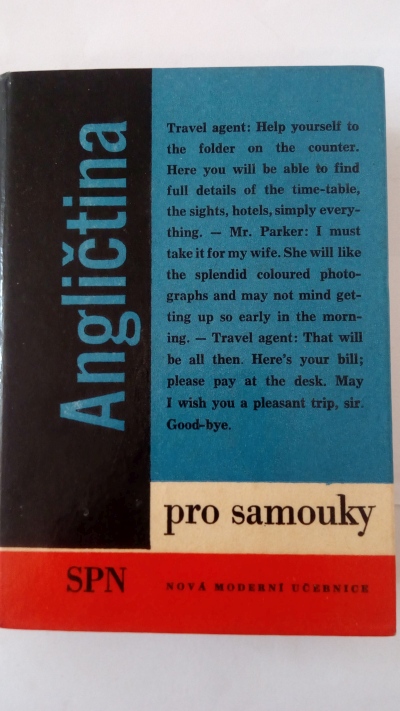 Angličtina
Travel agent: Help yourself to
the folder on the counter.
Here you will be able to find
full details of the time-table,
the sights, hotels, simply every-
thing. — Mr. Parker: I must
take it for my wife. She will like
the splendid coloured photo-
graphs and may not mind get-
ting up so early in the morn-
ing. — Travel agent: That will
be all then. Here's your bill;
please pay at the desk. May
I wish you a pleasant trip, sir.
Good-bye.
pro samouky
SPN
NOVÁ MODERNÍ UČEBNICE